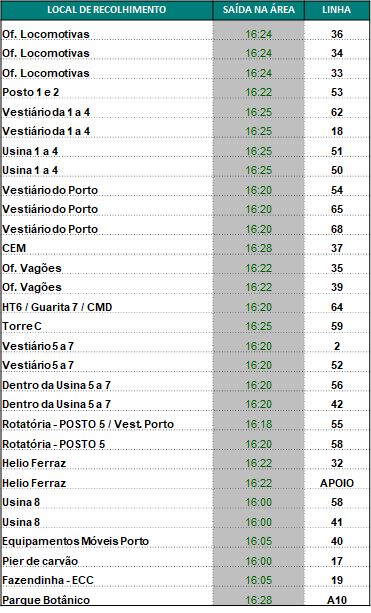 LOCAL DE RECOLHIMENTO SAÍDA NA ÁREA LINHA
Of. Locomotivas 16:24 36
Of. Locomotivas 16:24 34
Of. Locomotivas 16:24 33
Posto 1 e 2 16:22 53
Vestiário da 1 a 4 16:25 62
Vestiário da 1 a 4 16:25 18
Usina 1 a 4 16:25 51
Usina 1 a 4 16:25 50
Vestiário do Porto 16:20 54
Vestiário do Porto 16:20 65
Vestiário do Porto 16:20 68
CEM 16:28 37
Of. Vagões 16:22 35
Of. Vagões 16:22 39
HT6 / Guarita 7 / CMD 16:20 64
Torre C 16:25 59
Vestiário 5 a 7 16:20 2
Vestiário 5 a 7 16:20 52
Dentro da Usina 5 a 7 16:20 56
Dentro da Usina 5 a 7 16:20 42
Rotatória - POSTO 5 / Vest. Porto 16:18 55
Rotatória - POSTO 5 16:20 58
Helio Ferraz 16:22 32
Helio Ferraz 16:22 APOIO
Usina 8 16:00 58
Usina 8 16:00 41
Equipamentos Móveis Porto 16:05 40
Pier de carvão 16:00 17
Fazendinha - ECC 16:05 19
Parque Botânico 16:28 A10